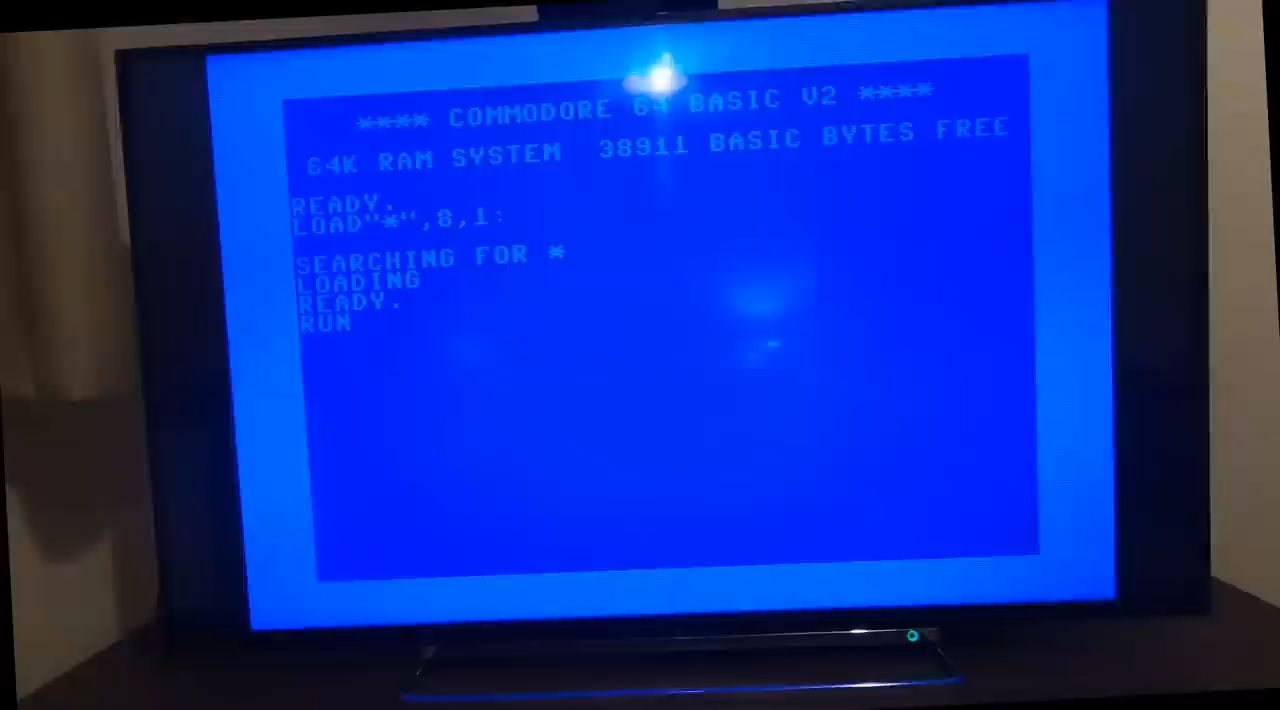 **** COMMODORE 64 BASIC V2 ****
64K RAM SYSTEM 38911 BASIC BYTES FREE
READY.
LOAD"*",8,1:
SEARCHING FOR *
LOADING
READY.
RUN